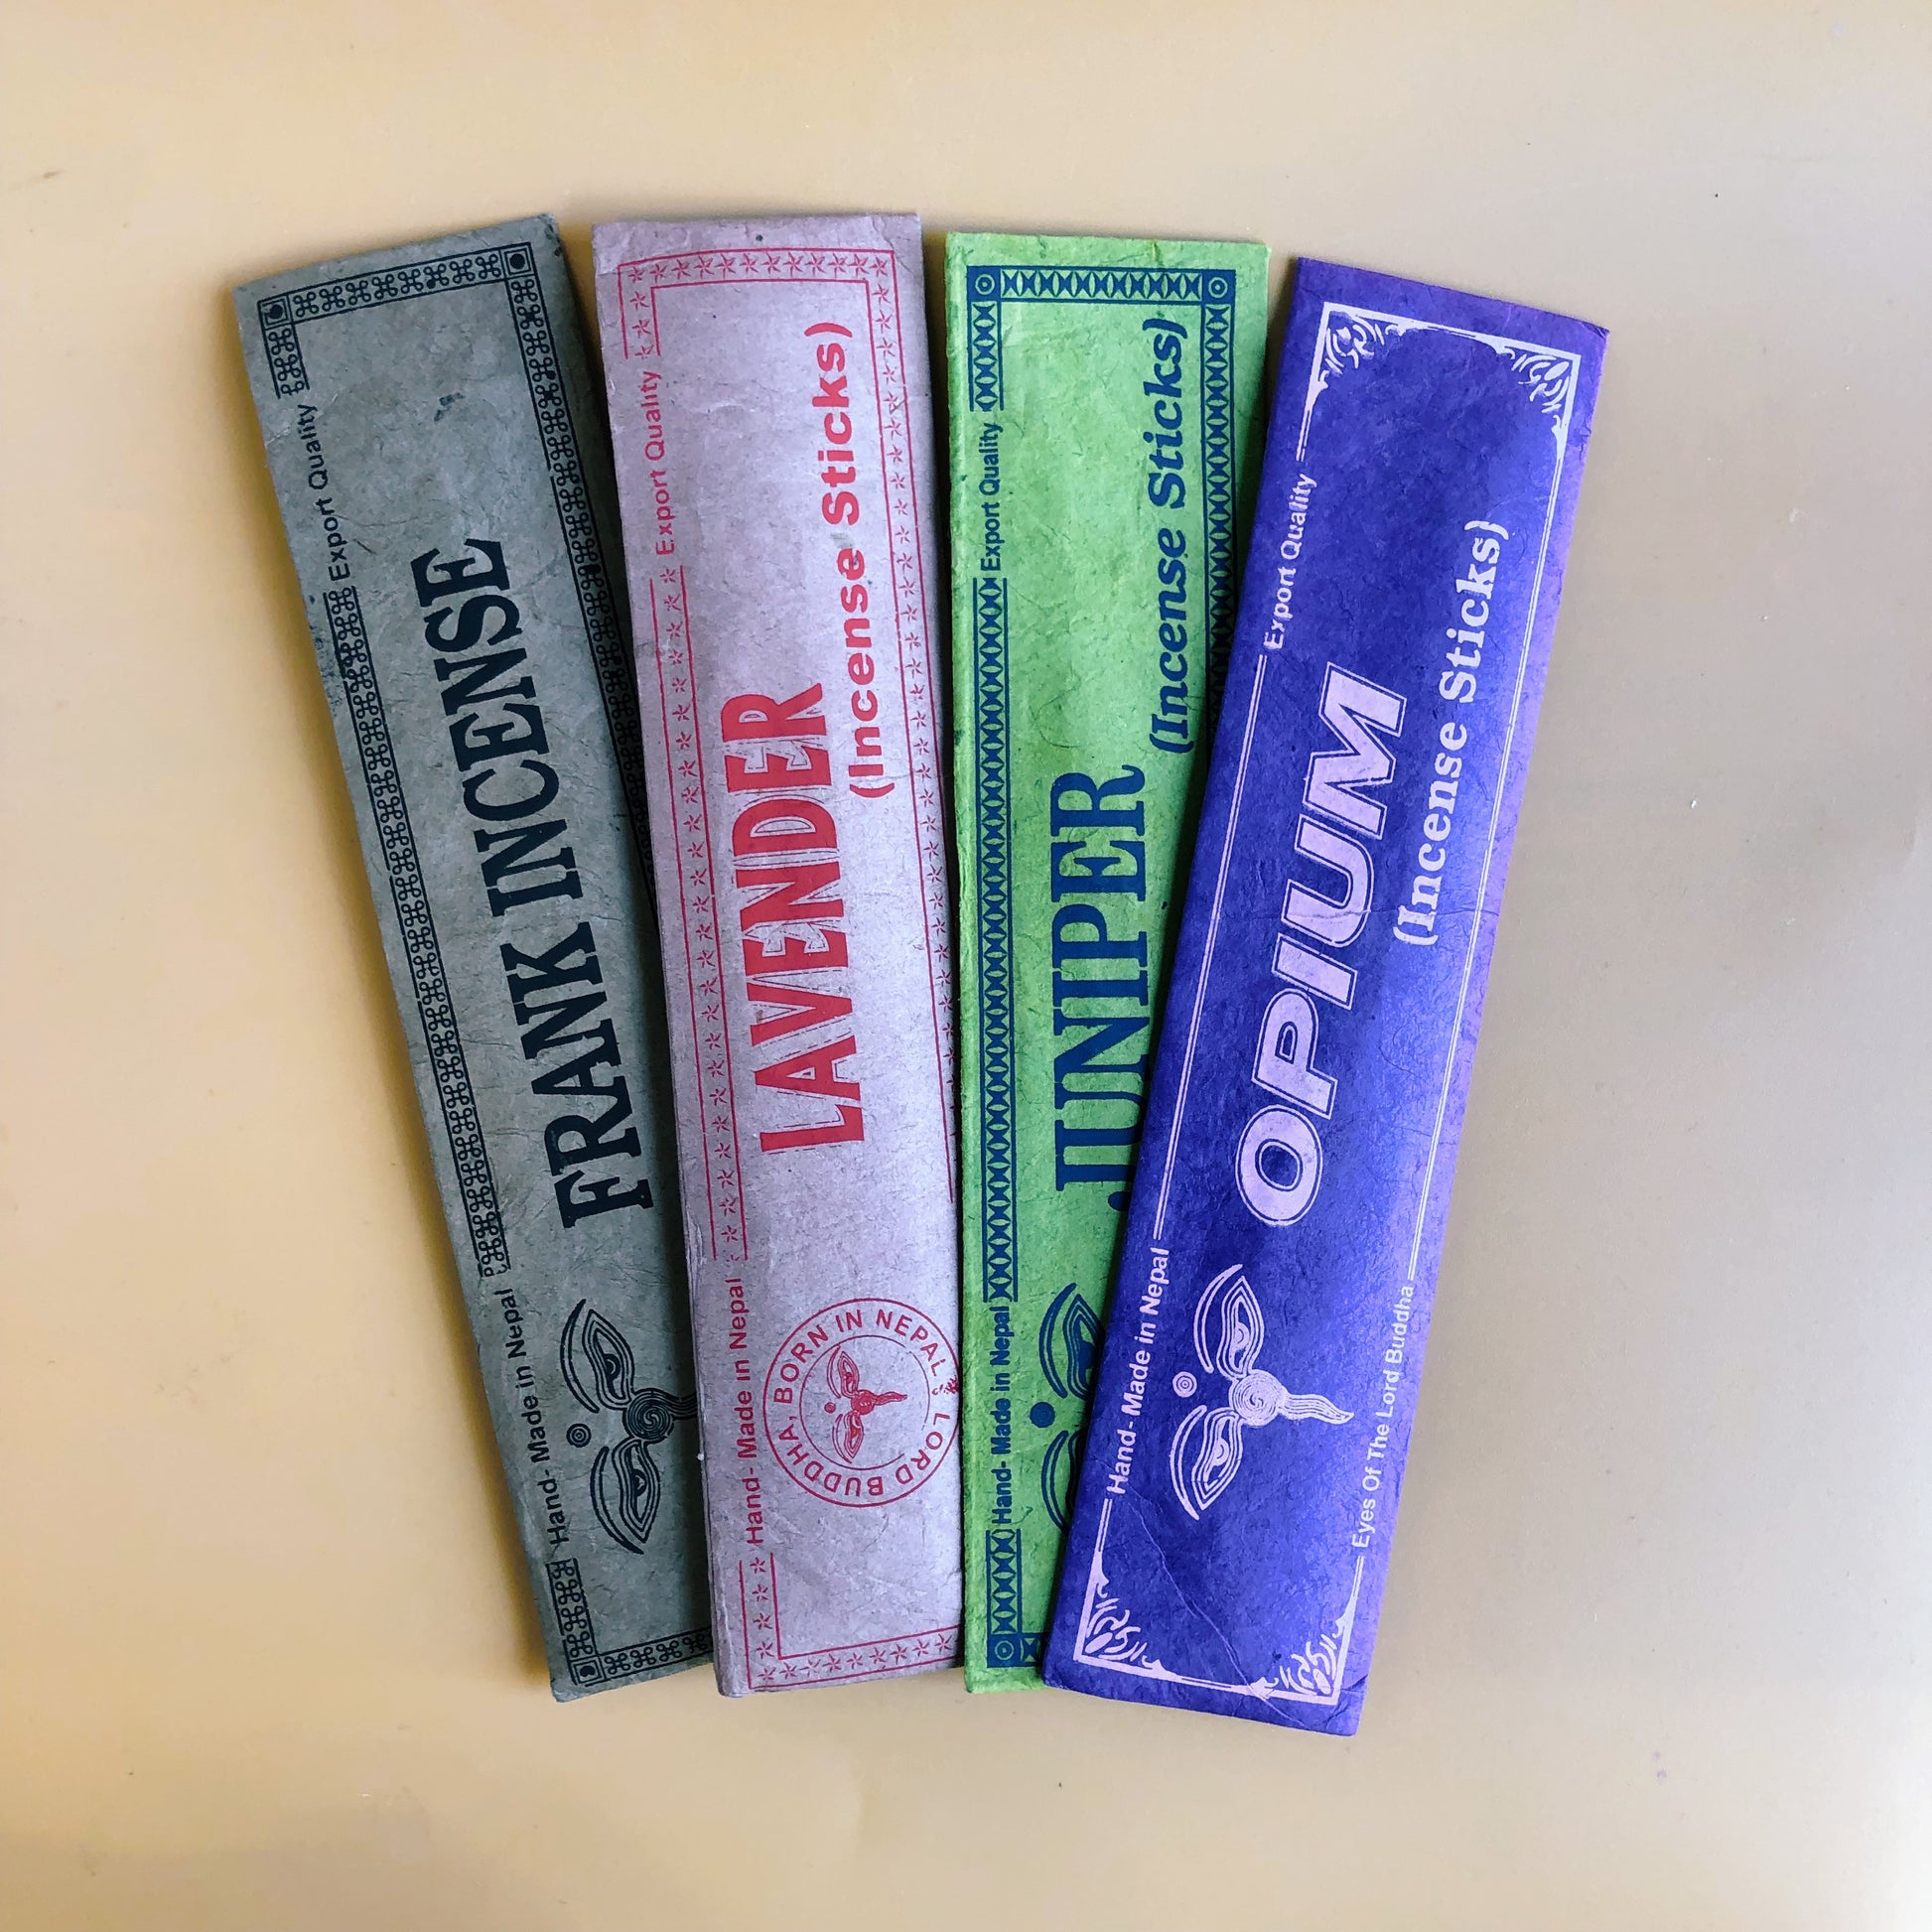 Export Quality
FRANK INCENSE
Hand-Made in Nepal
Export Quality
LAVENDER
(Incense Sticks)
Hand-Made in Nepal
LORD BUDDHA, BORN IN NEPAL,
Export Quality
JUNIPER
(Incense Sticks)
Hand-Made in Nepal
Export Quality
OPIUM
(Incense Sticks)
Hand-Made in Nepal
Eyes Of The Lord Buddha